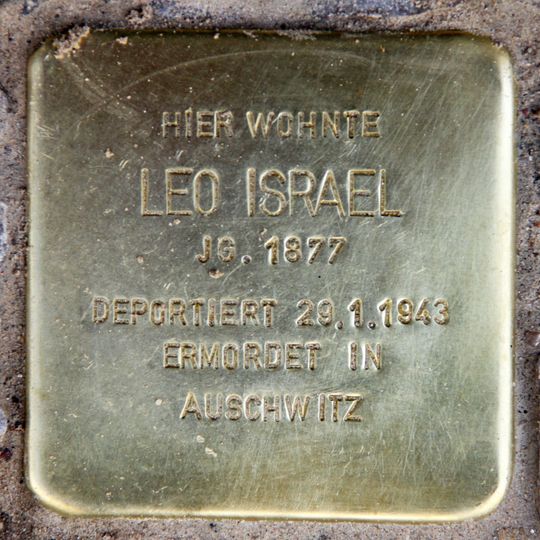 HIER WOHNTE
LEO ISRAEL
JG. 1877
DEPORTIERT 29.1.1943
ERMORDET IN
AUSCHWITZ